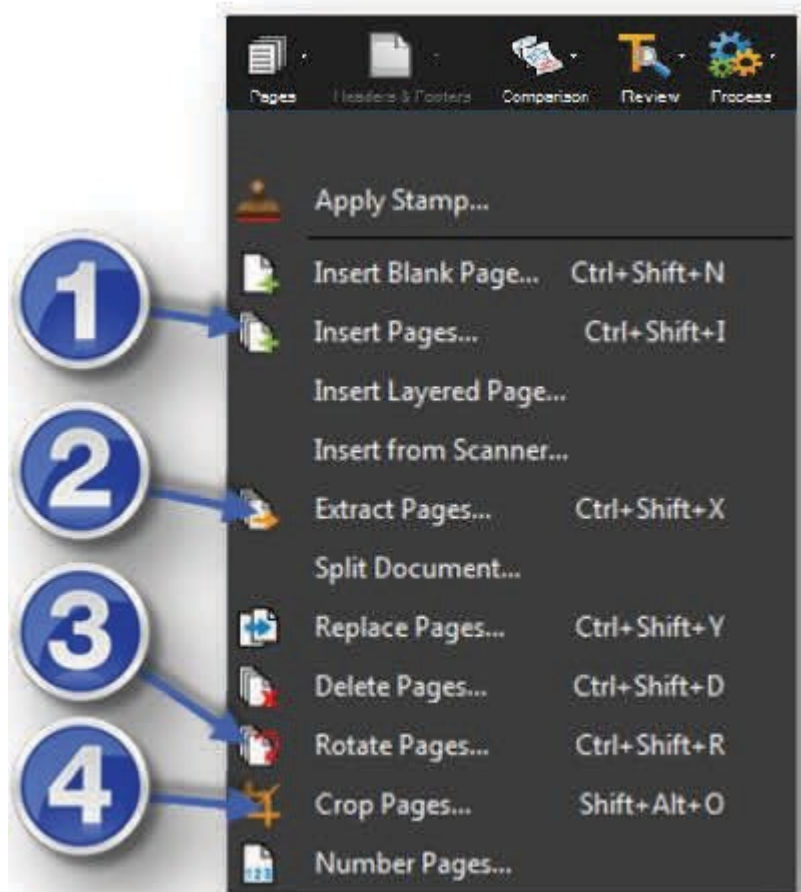 Pages Headers & Footers Comparison Review Process
Apply Stamp...
Insert Blank Page... Ctrl+Shift+N
1 Insert Pages... Ctrl+Shift+I
Insert Layered Page...
Insert from Scanner...
2 Extract Pages... Ctrl+Shift+X
Split Document...
Replace Pages... Ctrl+Shift+Y
Delete Pages... Ctrl+Shift+D
3 Rotate Pages... Ctrl+Shift+R
4 Crop Pages... Shift+Alt+O
123 Number Pages...